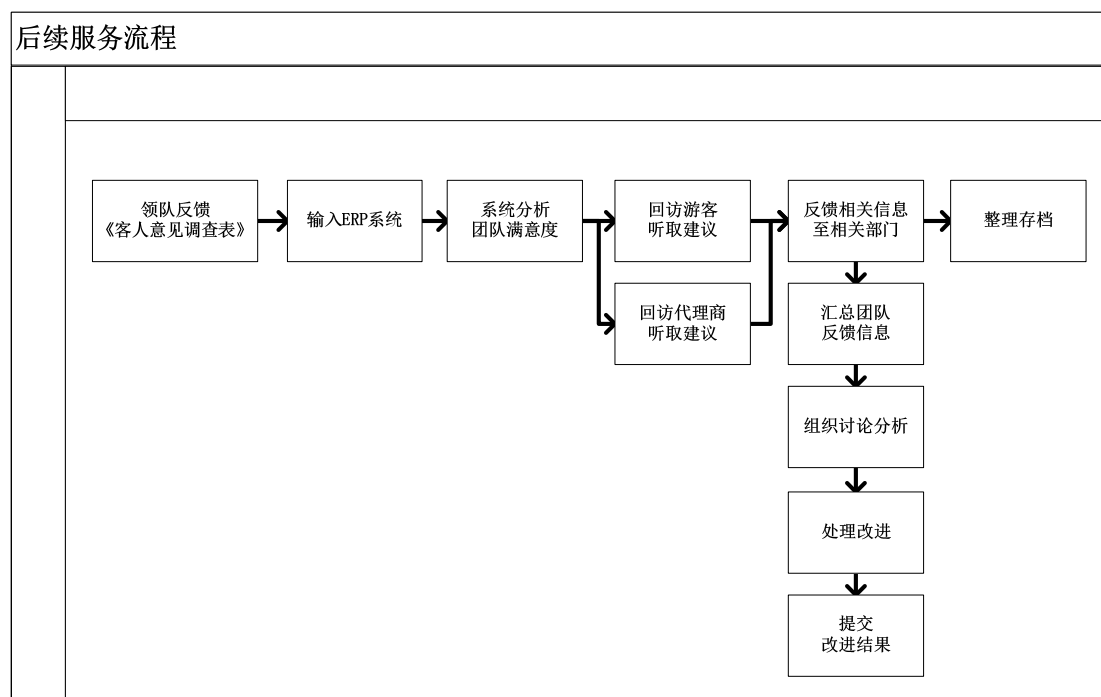 后续服务流程
领队反馈
《客人意见调查表》
输入ERP系统
系统分析
团队满意度
回访游客
听取建议
反馈相关信息
至相关部门
整理存档
回访代理商
听取建议
汇总团队
反馈信息
组织讨论分析
处理改进
提交
改进结果